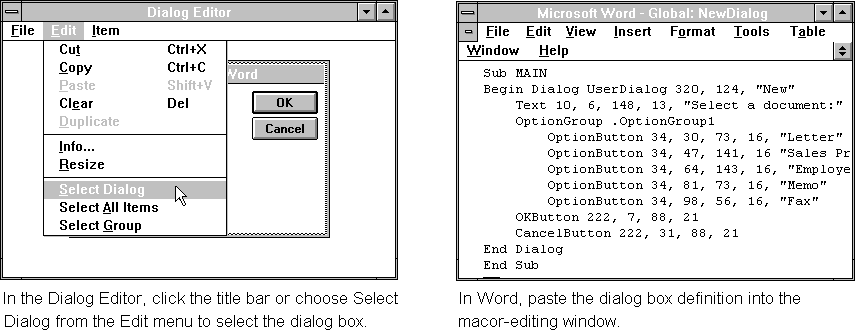 Dialog Editor
File Edit Item
Cut Ctrl+X
Copy Ctrl+C
Paste Shift+V
Clear Del
Duplicate
Info...
Resize
Select Dialog
Select All Items
Select Group
Word
OK
Cancel
In the Dialog Editor, click the title bar or choose Select
Dialog from the Edit menu to select the dialog box.
Microsoft Word - Global: NewDialog
File Edit View Insert Format Tools Table
Window Help
Sub MAIN
Begin Dialog UserDialog 320, 124, "New"
Text 10, 6, 148, 13, "Select a document:"
OptionGroup .OptionGroup1
OptionButton 34, 30, 73, 16, "Letter"
OptionButton 34, 47, 141, 16 "Sales Pr
OptionButton 34, 64, 143, 16, "Employe
OptionButton 34, 81, 73, 16, "Memo"
OptionButton 34, 98, 56, 16, "Fax"
OKButton 222, 7, 88, 21
CancelButton 222, 31, 88, 21
End Dialog
End Sub
In Word, paste the dialog box definition into the
macor-editing window.